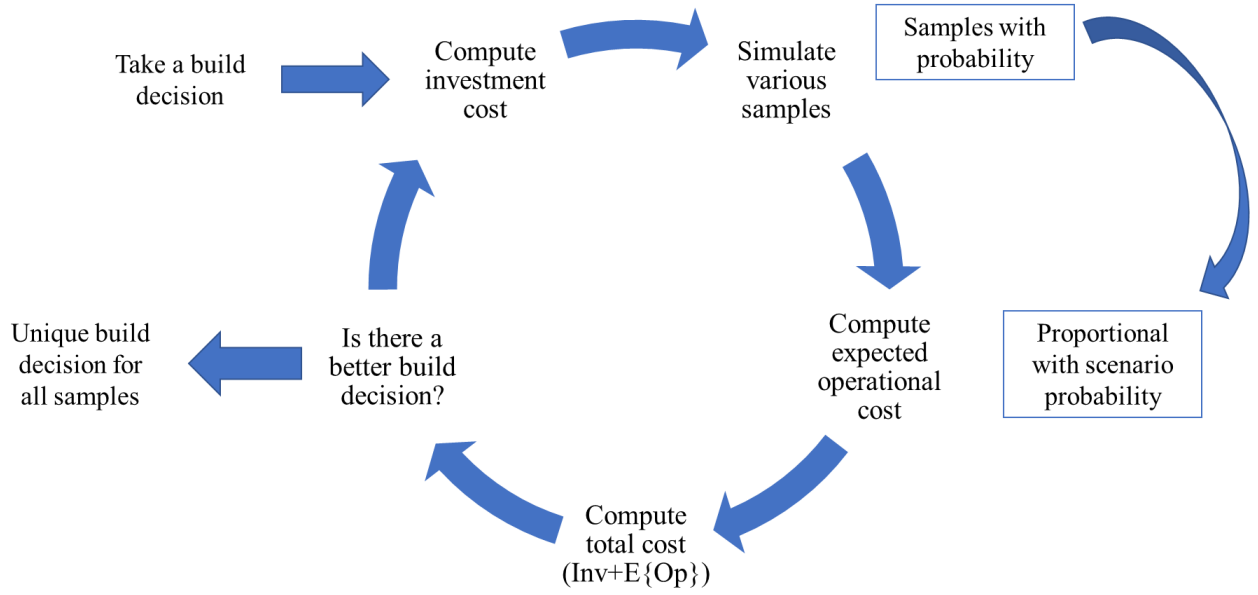 Take a build
decision
Compute
investment
cost
Simulate
various
samples
Samples with
probability
Compute
expected
operational
cost
Proportional
with scenario
probability
Compute
total cost
(Inv+E{Op})
Is there a
better build
decision?
Unique build
decision for
all samples